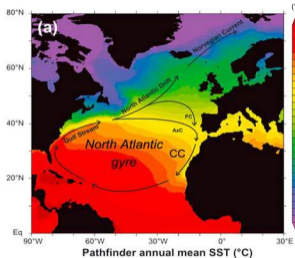 (a)
80°N
60°N
40°N
20°N
Eq
Norwegian Current
North Atlantic Drift
PC
Gulf Stream
AzC
North Atlantic
gyre
CC
90°W
60°W
30°W
0°
30°E
Pathfinder annual mean SST (°C)